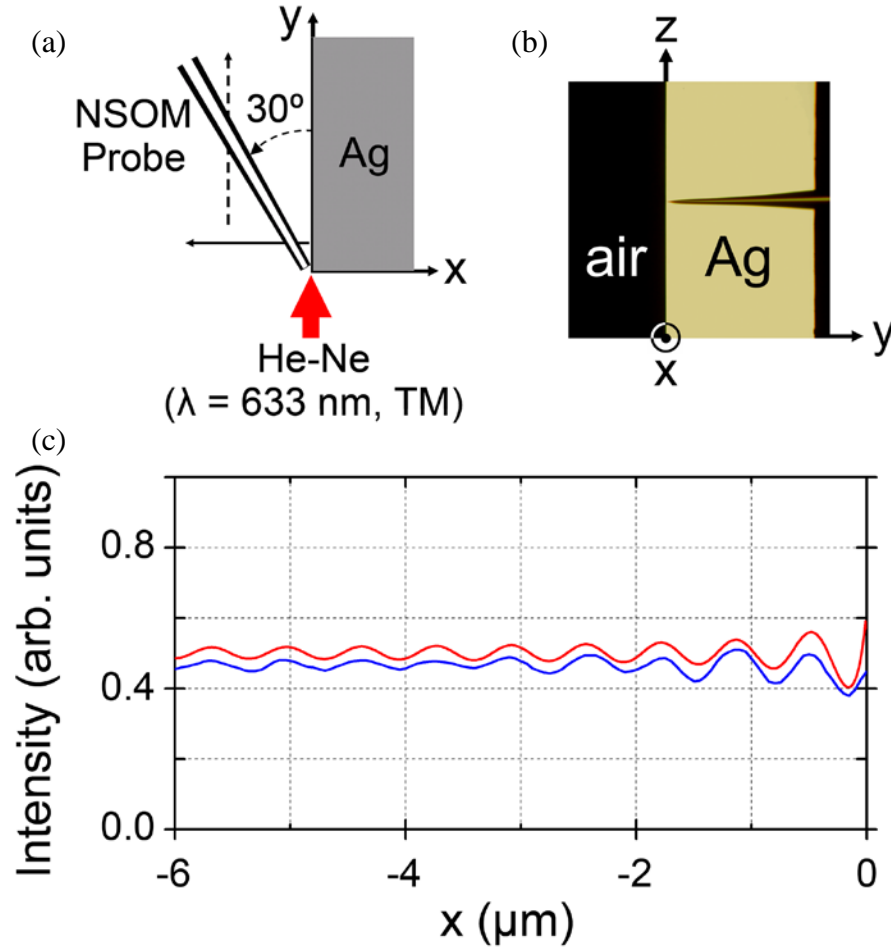 (a)
y
NSOM
Probe
30º
Ag
x
He-Ne
(λ = 633 nm, TM)
(b)
z
air
Ag
y
x
(c)
Intensity (arb. units)
0.8
0.4
0.0
-6
-4
-2
0
x (μm)